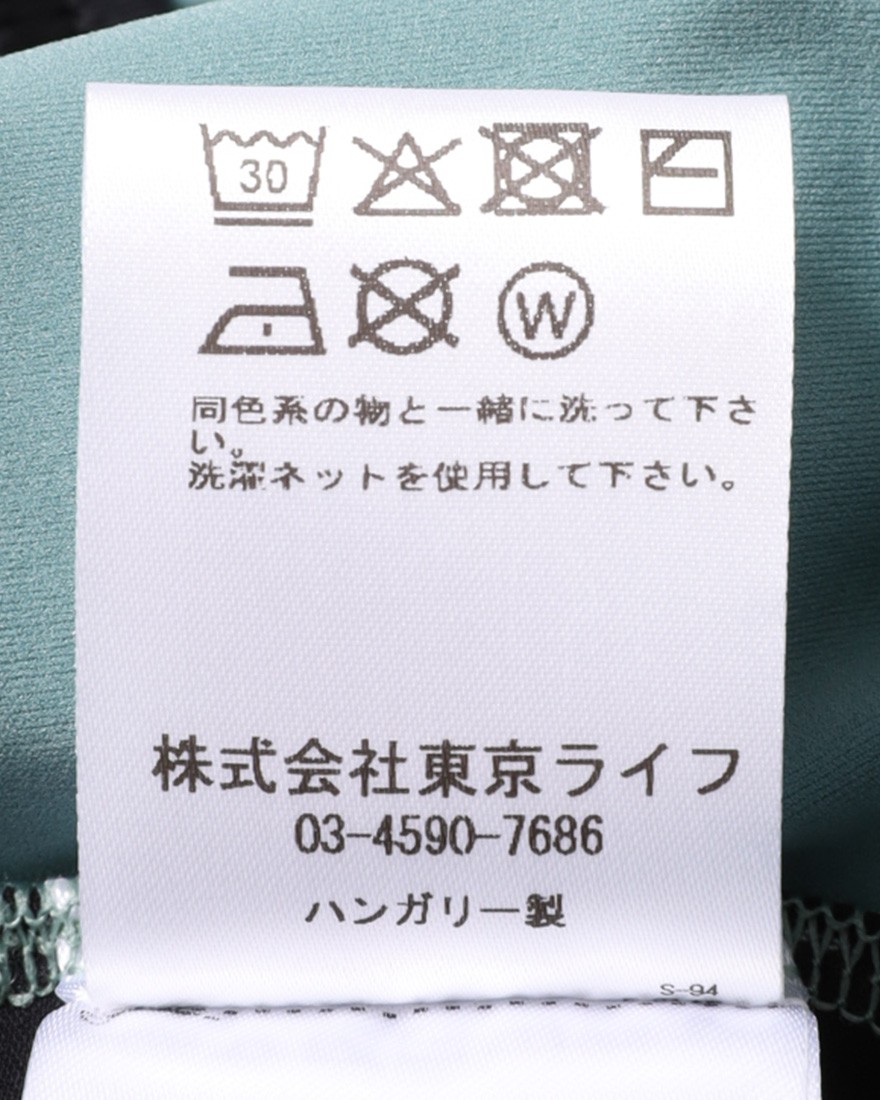 30
W
同色系の物と一緒に洗って下さ
い。
洗濯ネットを使用して下さい。
株式会社東京ライフ
03-4590-7686
ハンガリー製
S-94